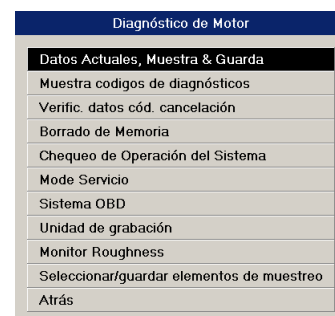 Diagnóstico de Motor
Datos Actuales, Muestra & Guarda
Muestra codigos de diagnósticos
Verific. datos cód. cancelación
Borrado de Memoria
Chequeo de Operación del Sistema
Mode Servicio
Sistema OBD
Unidad de grabación
Monitor Roughness
Seleccionar/guardar elementos de muestreo
Atrás